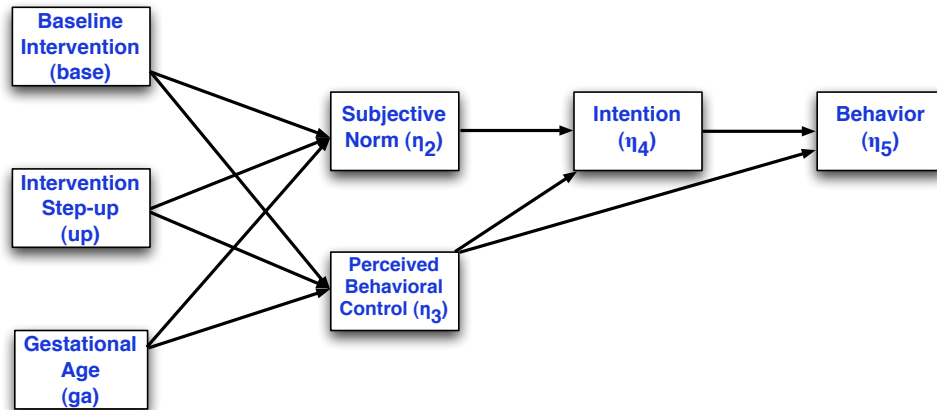 Baseline
Intervention
(base)
Intervention
Step-up
(up)
Gestational
Age
(ga)
Subjective
Norm (η2)
Perceived
Behavioral
Control (η3)
Intention
(η4)
Behavior
(η5)